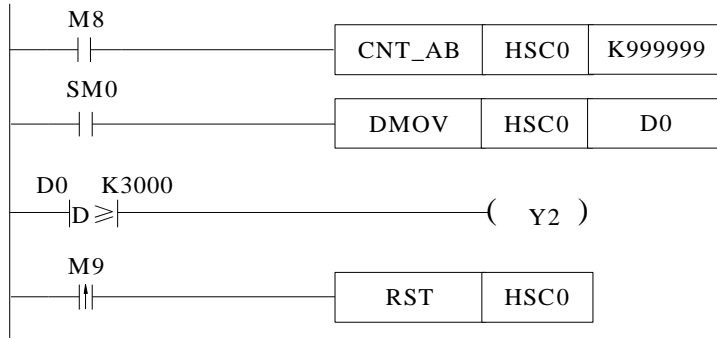 M8
CNT_AB HSC0 K999999
SM0
DMOV HSC0 D0
D0 K3000
D ≥ ( Y2 )
M9
RST HSC0